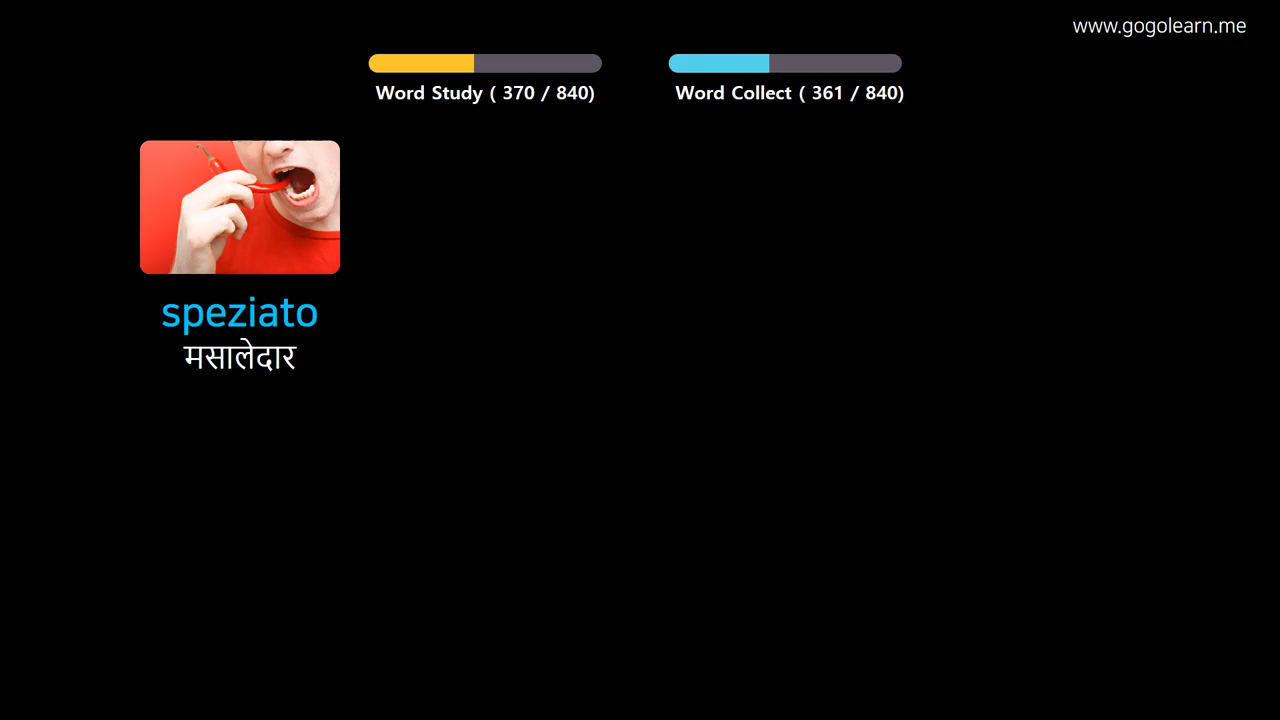 www.gogolearn.me
Word Study ( 370 / 840)
Word Collect ( 361 / 840)
speziato
मसालेदार